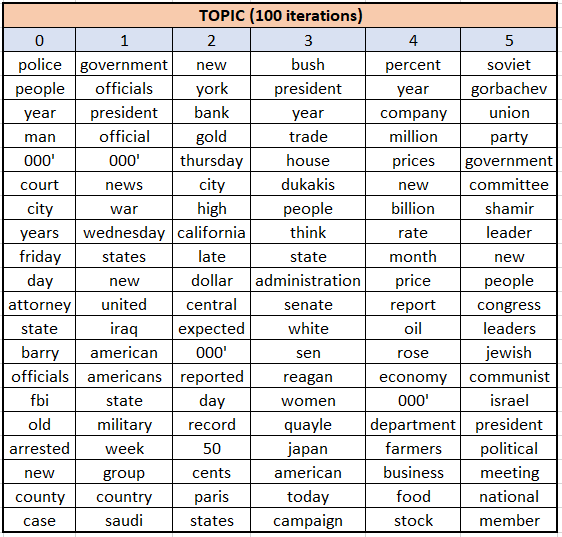 TOPIC (100 iterations)
0 1 2 3 4 5
police government new bush percent soviet
people officials york president year gorbachev
year president bank year company union
man official gold trade million party
000' 000' thursday house prices government
court news city dukakis new committee
city war high people billion shamir
years wednesday california think rate leader
friday states late state month new
day new dollar administration price people
attorney united central senate report congress
state iraq expected white oil leaders
barry american 000' sen rose jewish
officials americans reported reagan economy communist
fbi state day women 000' israel
old military record quayle department president
arrested week 50 japan farmers political
new group cents american business meeting
county country paris today food national
case saudi states campaign stock member